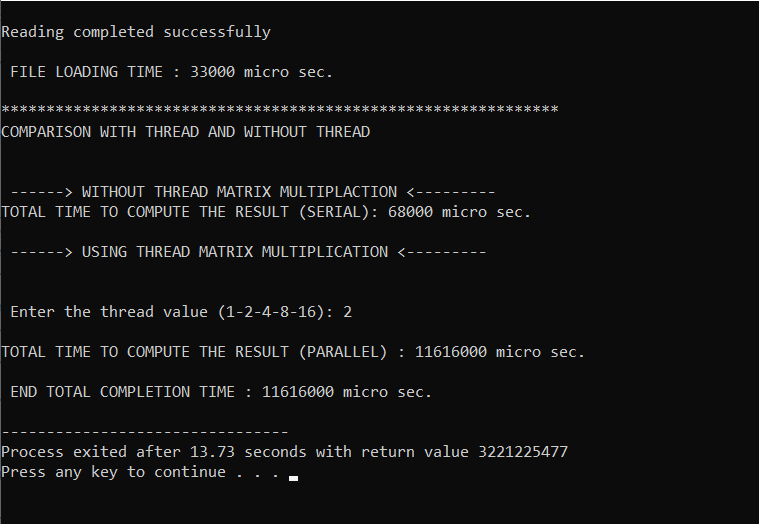 Reading completed successfully
FILE LOADING TIME : 33000 micro sec.
**************************************************************
COMPARISON WITH THREAD AND WITHOUT THREAD
------> WITHOUT THREAD MATRIX MULTIPLACTION <---------
TOTAL TIME TO COMPUTE THE RESULT (SERIAL): 68000 micro sec.
------> USING THREAD MATRIX MULTIPLICATION <---------
Enter the thread value (1-2-4-8-16): 2
TOTAL TIME TO COMPUTE THE RESULT (PARALLEL) : 11616000 micro sec.
END TOTAL COMPLETION TIME : 11616000 micro sec.
--------------------------------
Process exited after 13.73 seconds with return value 3221225477
Press any key to continue . . .